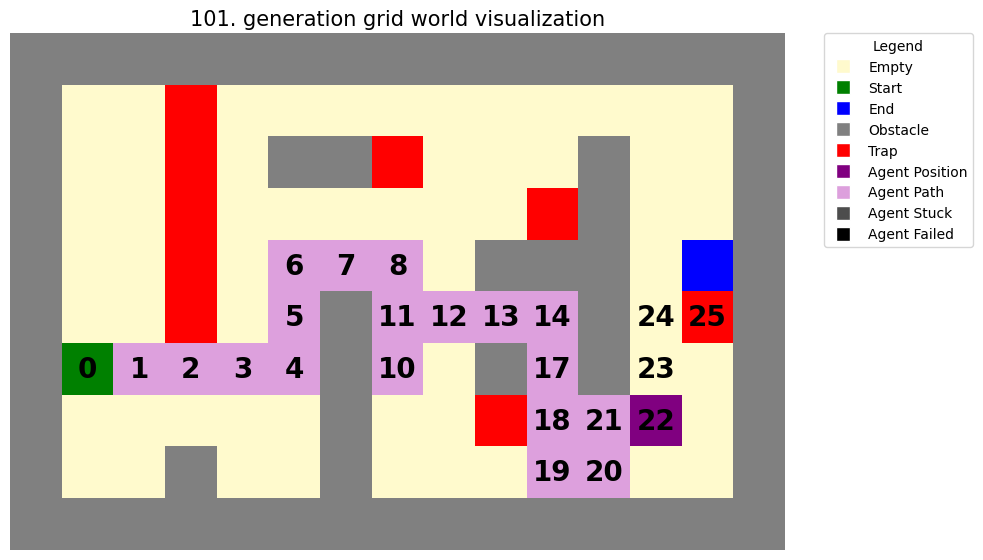 101. generation grid world visualization
Legend
Empty
Start
End
Obstacle
Trap
Agent Position
Agent Path
Agent Stuck
Agent Failed
6 7 8
5 11 12 13 14 24 25
0 1 2 3 4 10 17 23
18 21 22
19 20